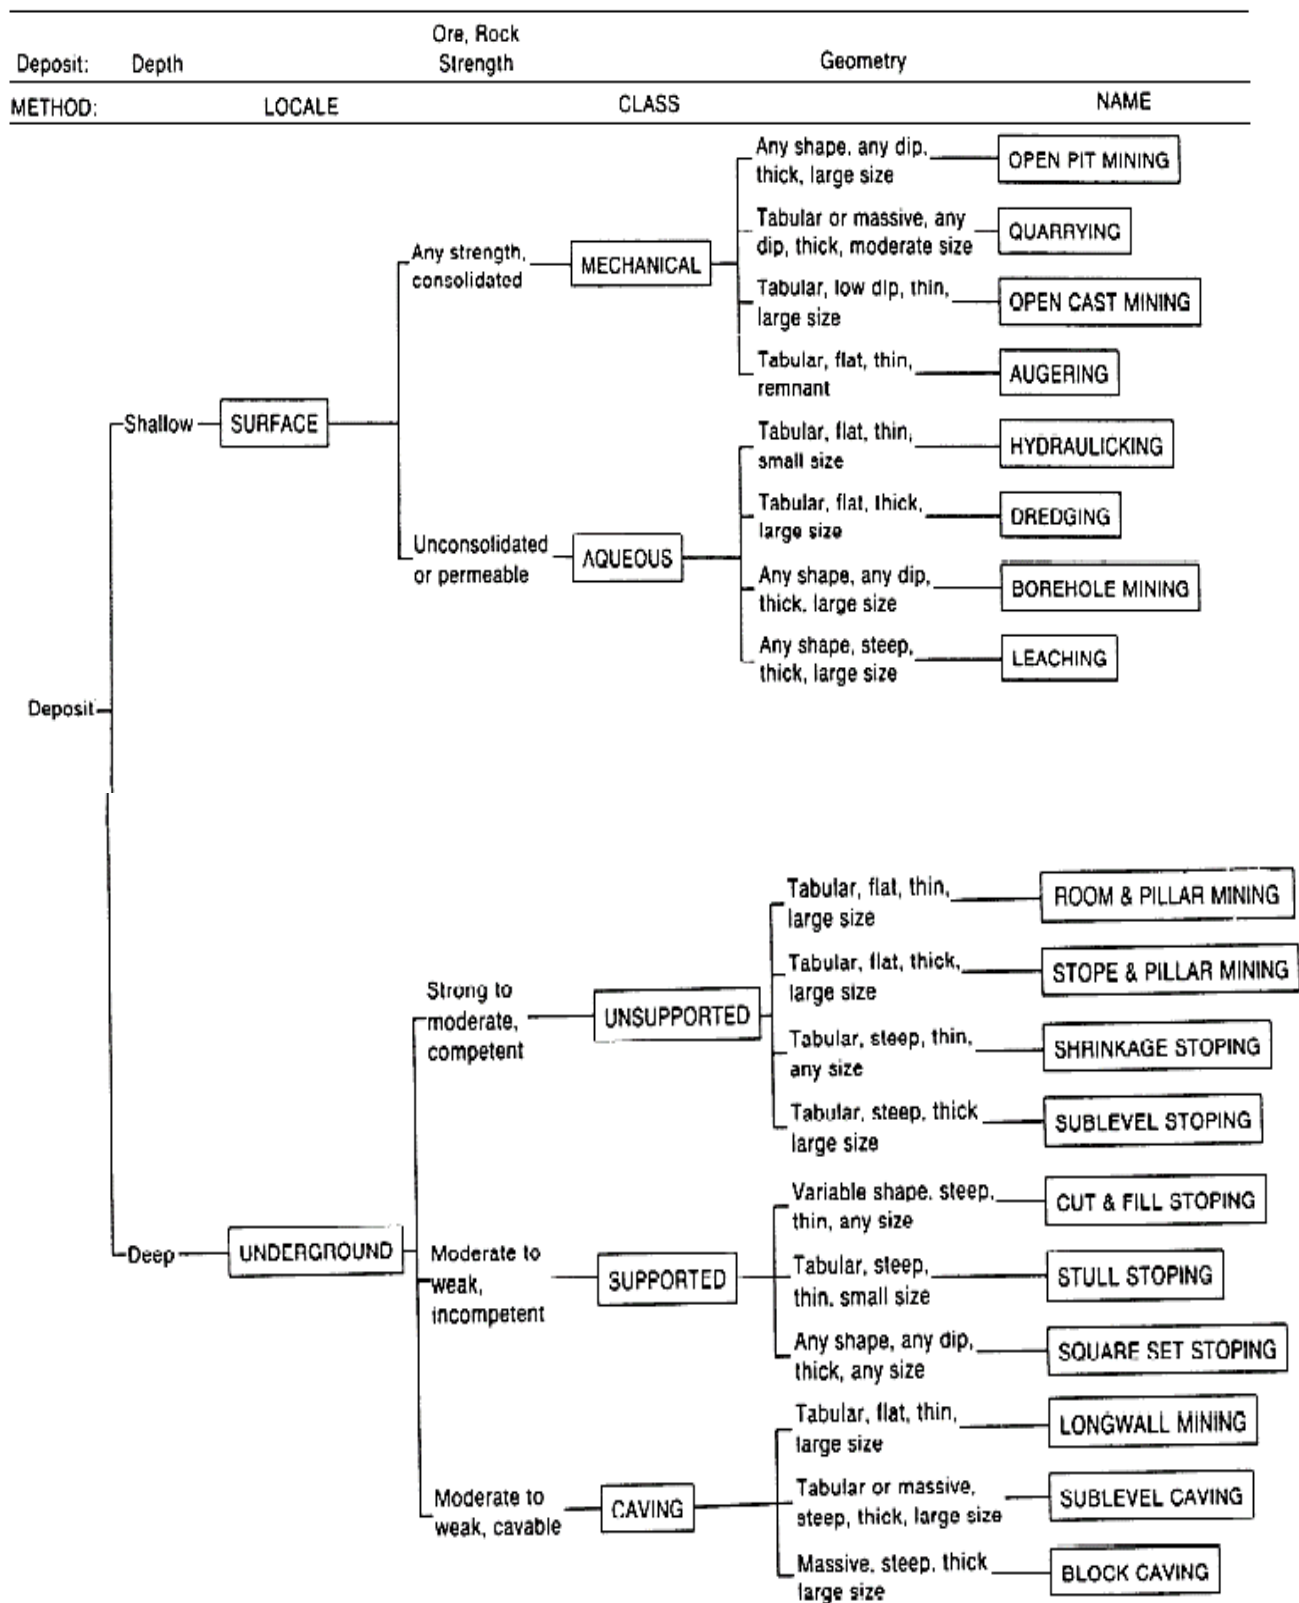 Ore, Rock
Deposit: Depth Strength Geometry
METHOD: LOCALE CLASS NAME
Any shape, any dip,
thick, large size
OPEN PIT MINING
Tabular or massive, any
dip, thick, moderate size
QUARRYING
Any strength,
consolidated
MECHANICAL
Tabular, low dip, thin,
large size
OPEN CAST MINING
Tabular, flat, thin,
remnant
AUGERING
Shallow
SURFACE
Tabular, flat, thin,
small size
HYDRAULICKING
Tabular, flat, thick,
large size
DREDGING
Unconsolidated
or permeable
AQUEOUS
Any shape, any dip,
thick, large size
BOREHOLE MINING
Any shape, steep,
thick, large size
LEACHING
Deposit
Tabular, flat, thin,
large size
ROOM & PILLAR MINING
Tabular, flat, thick,
large size
STOPE & PILLAR MINING
Strong to
moderate,
competent
UNSUPPORTED
Tabular, steep, thin,
any size
SHRINKAGE STOPING
Tabular, steep, thick
large size
SUBLEVEL STOPING
Variable shape, steep,
thin, any size
CUT & FILL STOPING
Deep
UNDERGROUND
Moderate to
weak,
incompetent
SUPPORTED
Tabular, steep,
thin, small size
STULL STOPING
Any shape, any dip,
thick, any size
SQUARE SET STOPING
Tabular, flat, thin,
large size
LONGWALL MINING
Moderate to
weak, cavable
CAVING
Tabular or massive,
steep, thick, large size
SUBLEVEL CAVING
Massive, steep, thick
large size
BLOCK CAVING